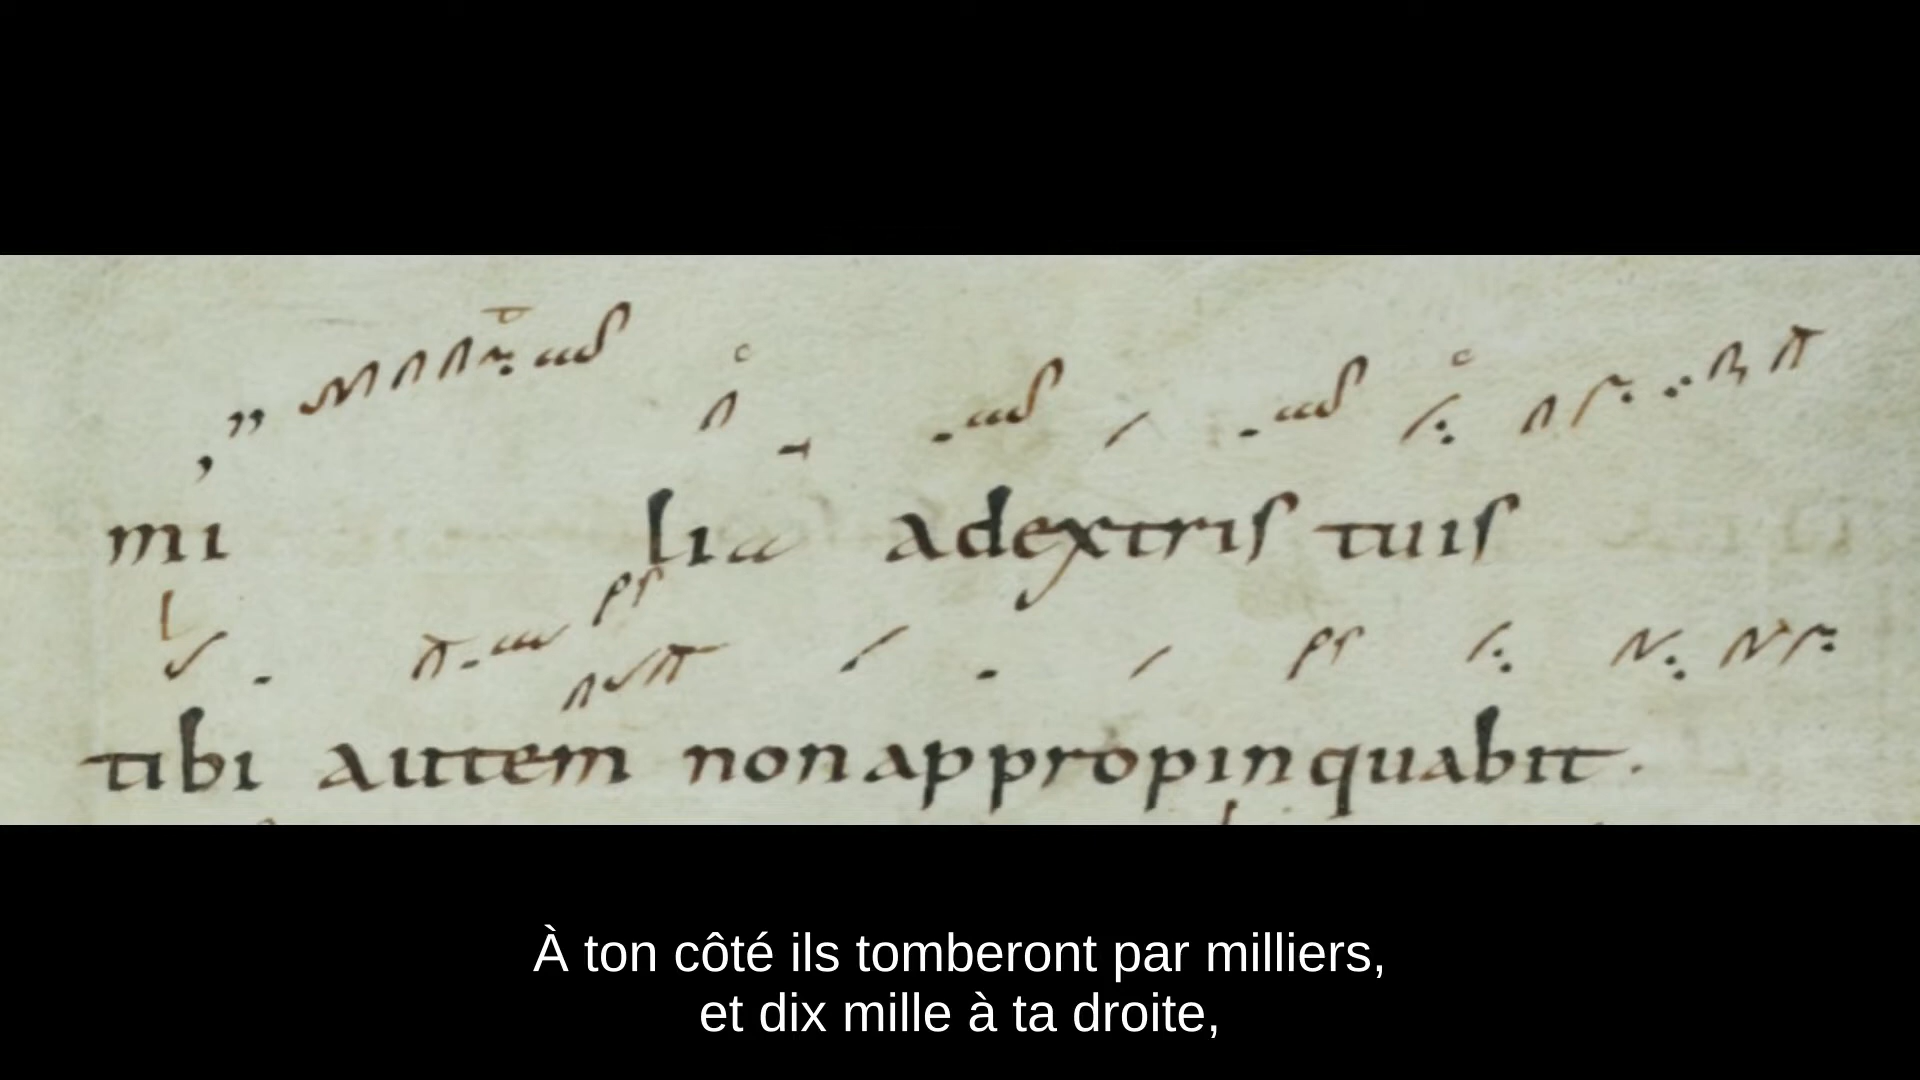 mi lia adextris tuis
tibi autem non appropinquabit.
À ton côté ils tomberont par milliers,
et dix mille à ta droite,